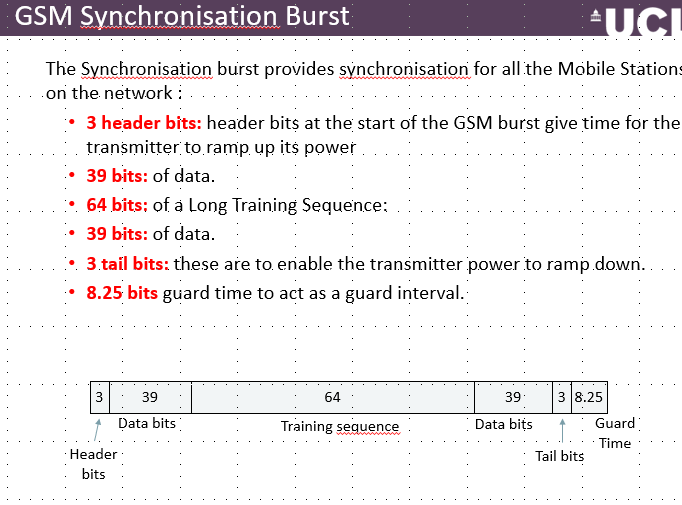 GSM Synchronisation Burst
UCL
The Synchronisation burst provides synchronisation for all the Mobile Stations
on the network :
• 3 header bits: header bits at the start of the GSM burst give time for the
transmitter to ramp up its power
• 39 bits: of data.
• 64 bits: of a Long Training Sequence:
• 39 bits: of data.
• 3 tail bits: these are to enable the transmitter power to ramp down.
• 8.25 bits guard time to act as a guard interval.
3 39 64 39 3 8.25
Data bits Training sequence Data bits Guard
Time
Header
bits
Tail bits